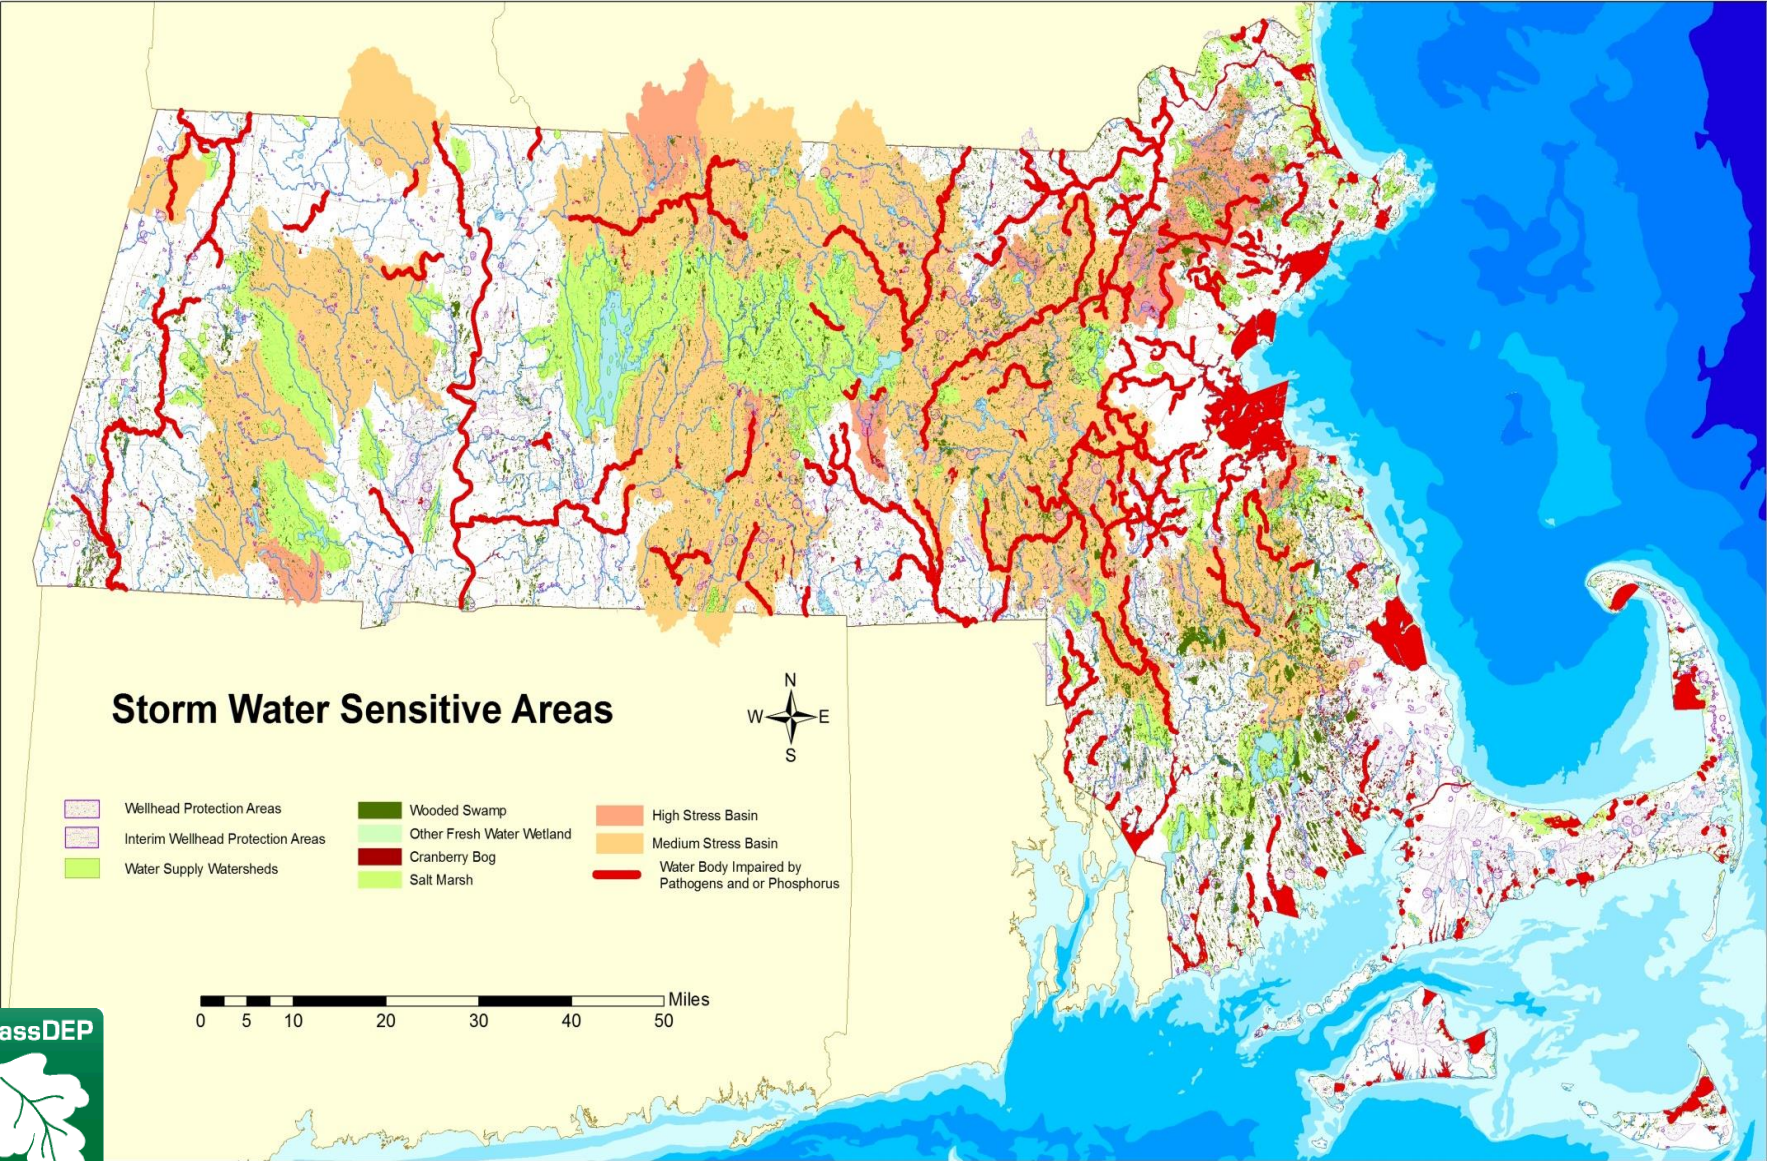 Storm Water Sensitive Areas
N
W E
S
Wellhead Protection Areas
Interim Wellhead Protection Areas
Water Supply Watersheds
Wooded Swamp
Other Fresh Water Wetland
Cranberry Bog
Salt Marsh
High Stress Basin
Medium Stress Basin
Water Body Impaired by
Pathogens and or Phosphorus
Miles
0 5 10 20 30 40 50
assDEP